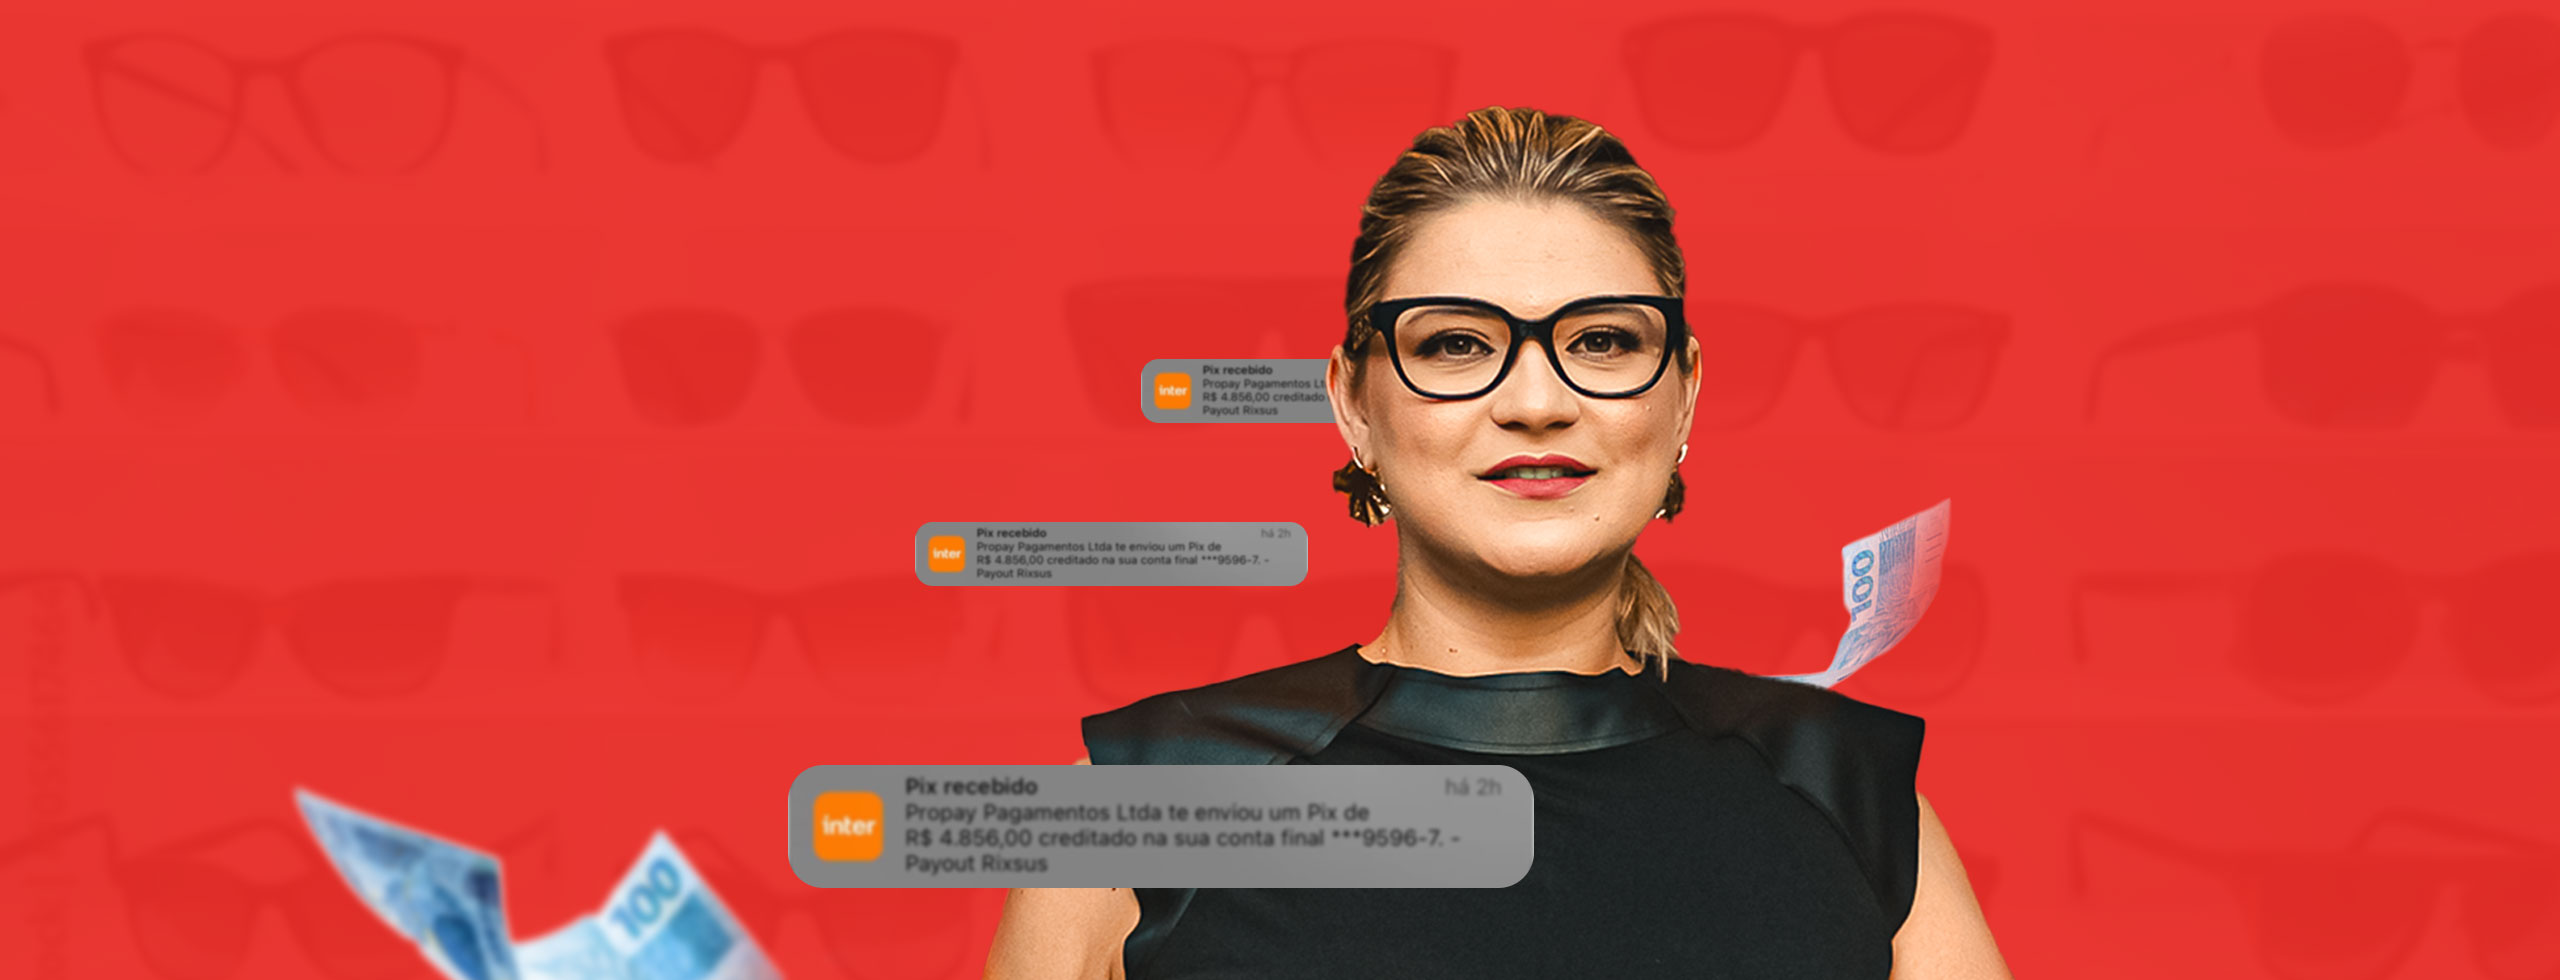 Pix recebido
inter
Propay Pagamentos Lt
R$ 4.856,00 creditado
Payout Rixsus
Pix recebido
há 2h
inter
Propay Pagamentos Ltda te enviou um Pix de
R$ 4.856,00 creditado na sua conta final ***9596-7. -
Payout Rixsus
100
Pix recebido
há 2h
inter
Propay Pagamentos Ltda te enviou um Pix de
R$ 4.856,00 creditado na sua conta final ***9596-7. -
Payout Rixsus
100